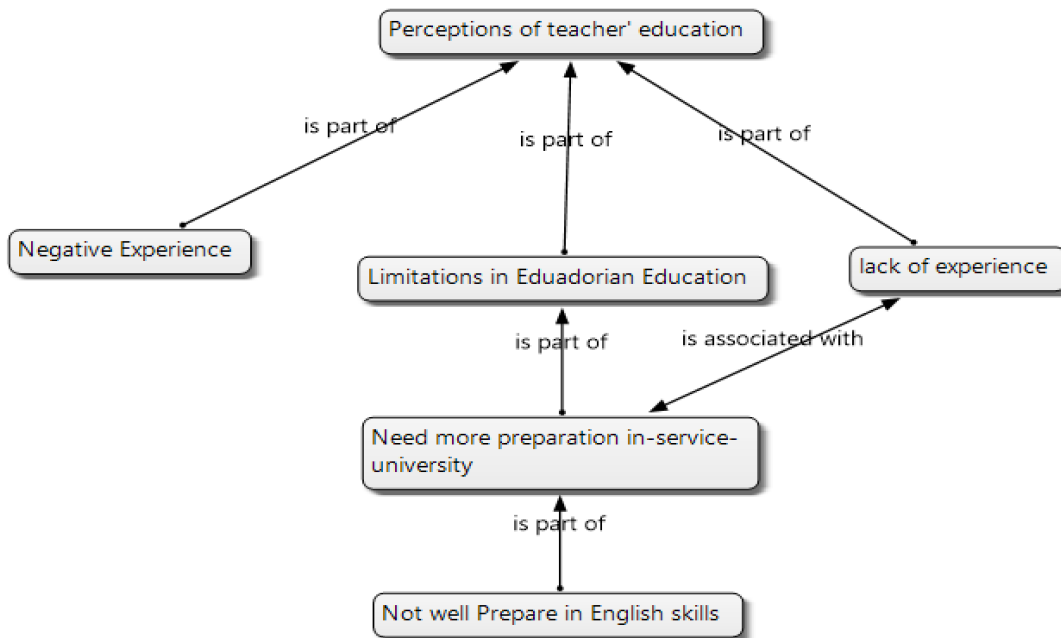 Perceptions of teacher' education
is part of
is part of
is part of
Negative Experience
Limitations in Eduadorian Education
lack of experience
is part of
is associated with
Need more preparation in-service-
university
is part of
Not well Prepare in English skills